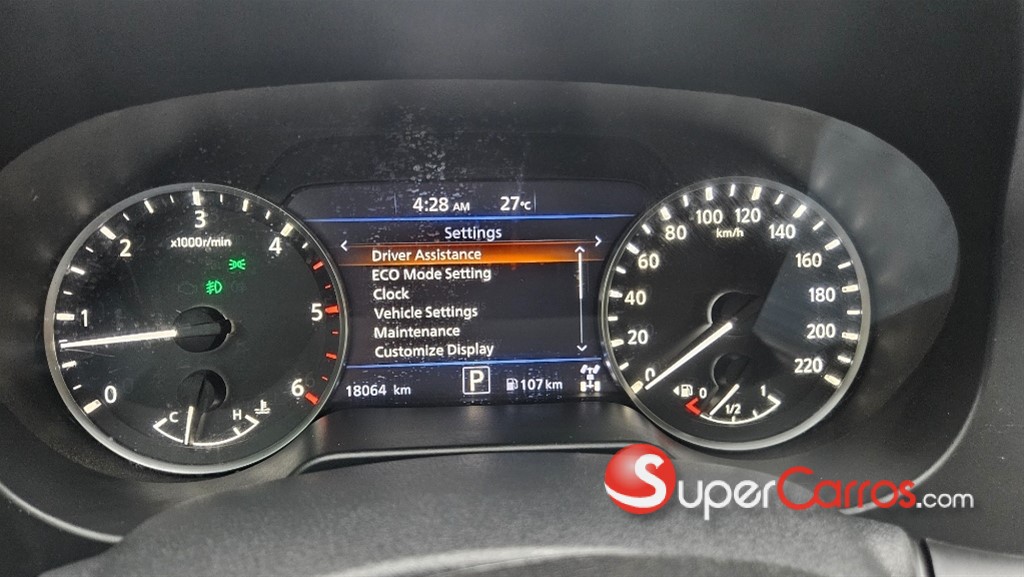 4:28 AM 27°C
Settings
Driver Assistance
ECO Mode Setting
Clock
Vehicle Settings
Maintenance
Customize Display
18064 km P 107 km
0 1 2 3 4 5 6
x1000r/min
C H
0 20 40 60 80 100 120 140 160 180 200 220
km/h
0 1/2 1
SuperCarros.com